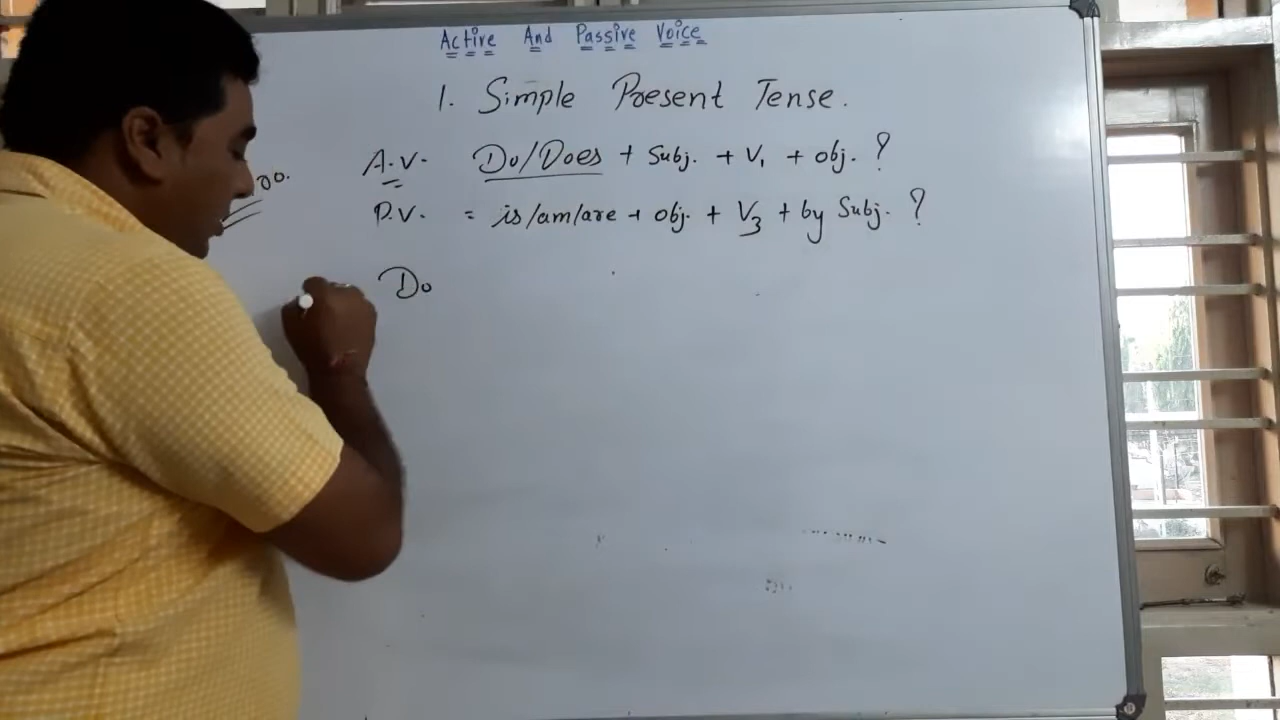 Active And Passive Voice
1. Simple Present Tense.
A.V. Do/Does + Subj. + V₁ + obj. ?
P.V. = is/am/are + obj. + V₃ + by Subj. ?
Do